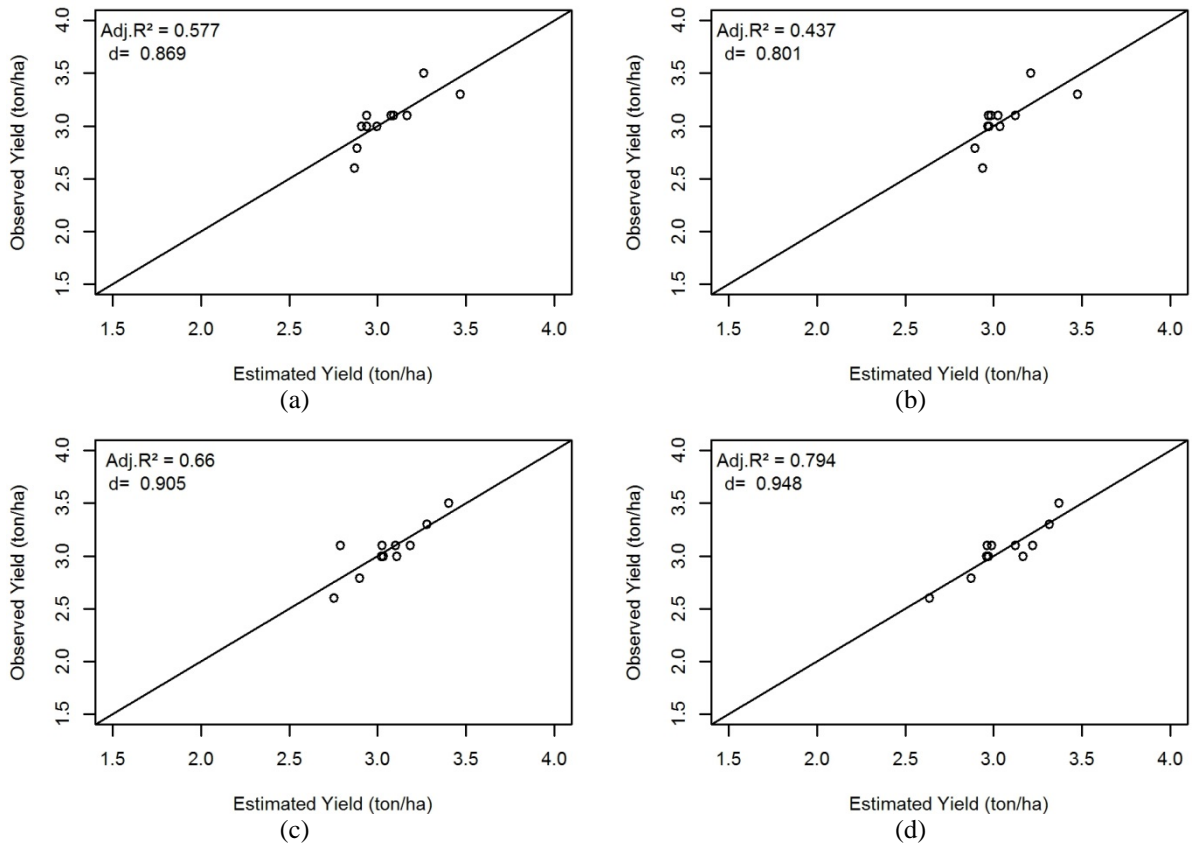 Adj.R² = 0.577
d= 0.869
Observed Yield (ton/ha)
4.0
3.5
3.0
2.5
2.0
1.5
1.5 2.0 2.5 3.0 3.5 4.0
Estimated Yield (ton/ha)
(a)
Adj.R² = 0.437
d= 0.801
Observed Yield (ton/ha)
4.0
3.5
3.0
2.5
2.0
1.5
1.5 2.0 2.5 3.0 3.5 4.0
Estimated Yield (ton/ha)
(b)
Adj.R² = 0.66
d= 0.905
Observed Yield (ton/ha)
4.0
3.5
3.0
2.5
2.0
1.5
1.5 2.0 2.5 3.0 3.5 4.0
Estimated Yield (ton/ha)
(c)
Adj.R² = 0.794
d= 0.948
Observed Yield (ton/ha)
4.0
3.5
3.0
2.5
2.0
1.5
1.5 2.0 2.5 3.0 3.5 4.0
Estimated Yield (ton/ha)
(d)